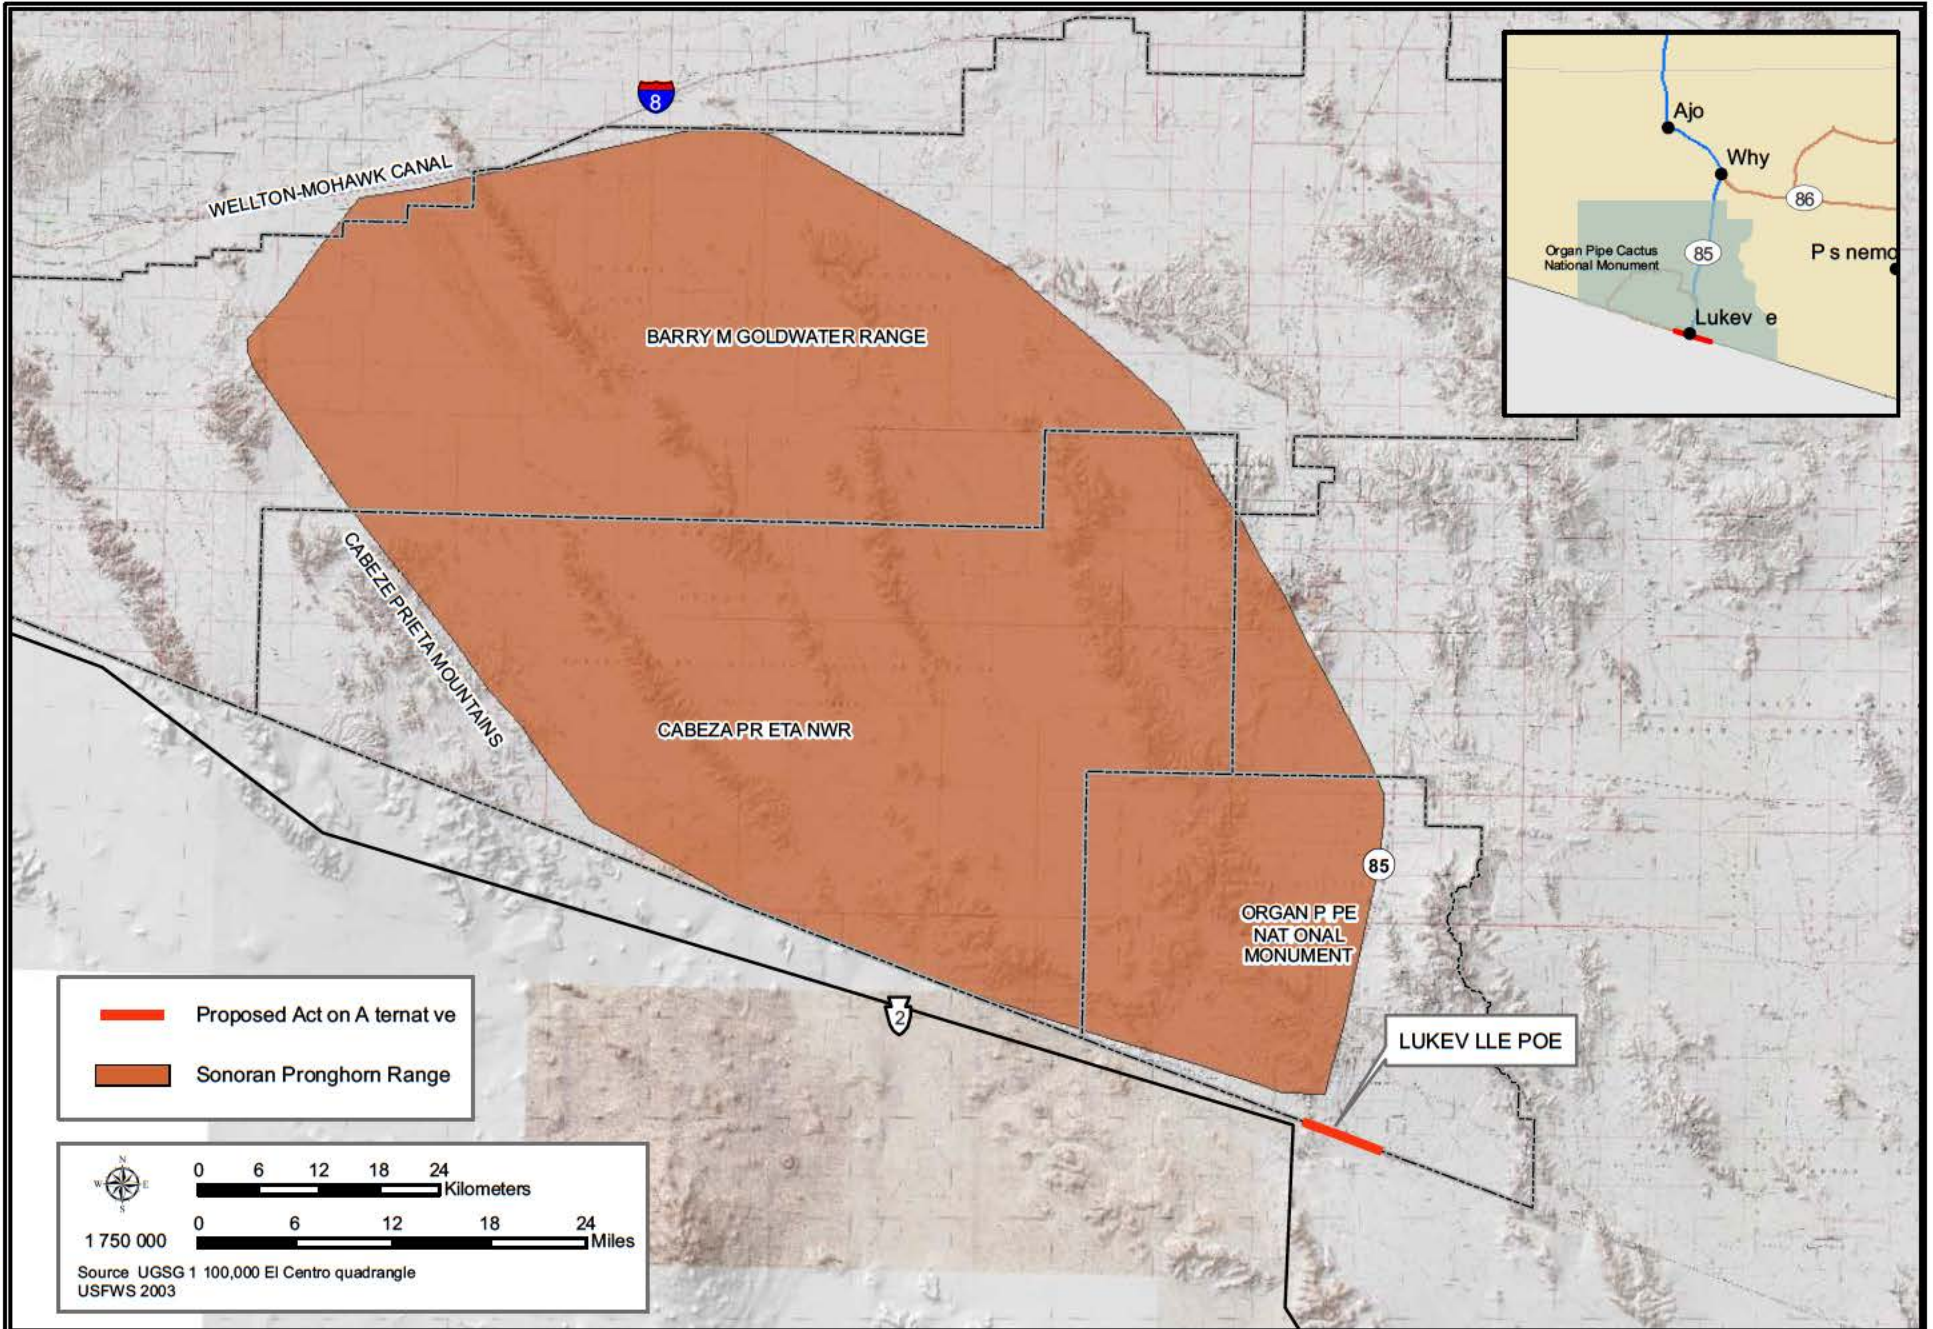 8
WELLTON-MOHAWK CANAL
BARRY M GOLDWATER RANGE
CABEZE PRIETA MOUNTAINS
CABEZA PR ETA NWR
85
ORGAN P PE
NAT ONAL
MONUMENT
2
LUKEV LLE POE
Ajo
Why
86
Organ Pipe Cactus
National Monument
85
P s nemo
Lukev e
Proposed Act on A ternat ve
Sonoran Pronghorn Range
N
W E
S
0 6 12 18 24
Kilometers
0 6 12 18 24
Miles
1 750 000
Source UGSG 1 100,000 El Centro quadrangle
USFWS 2003